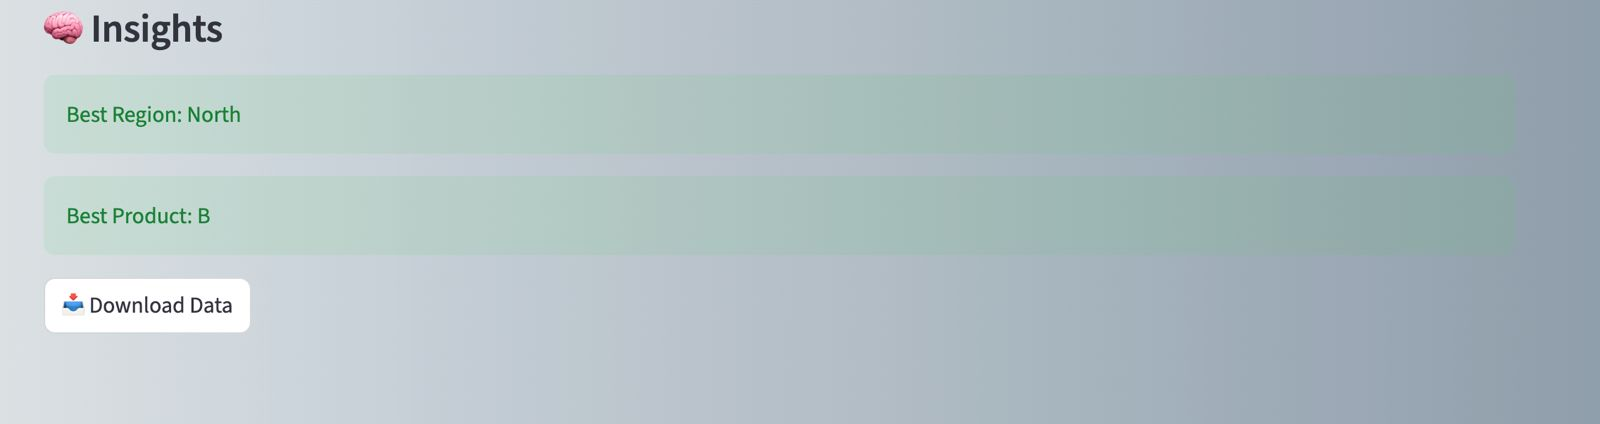 Insights
Best Region: North
Best Product: B
Download Data